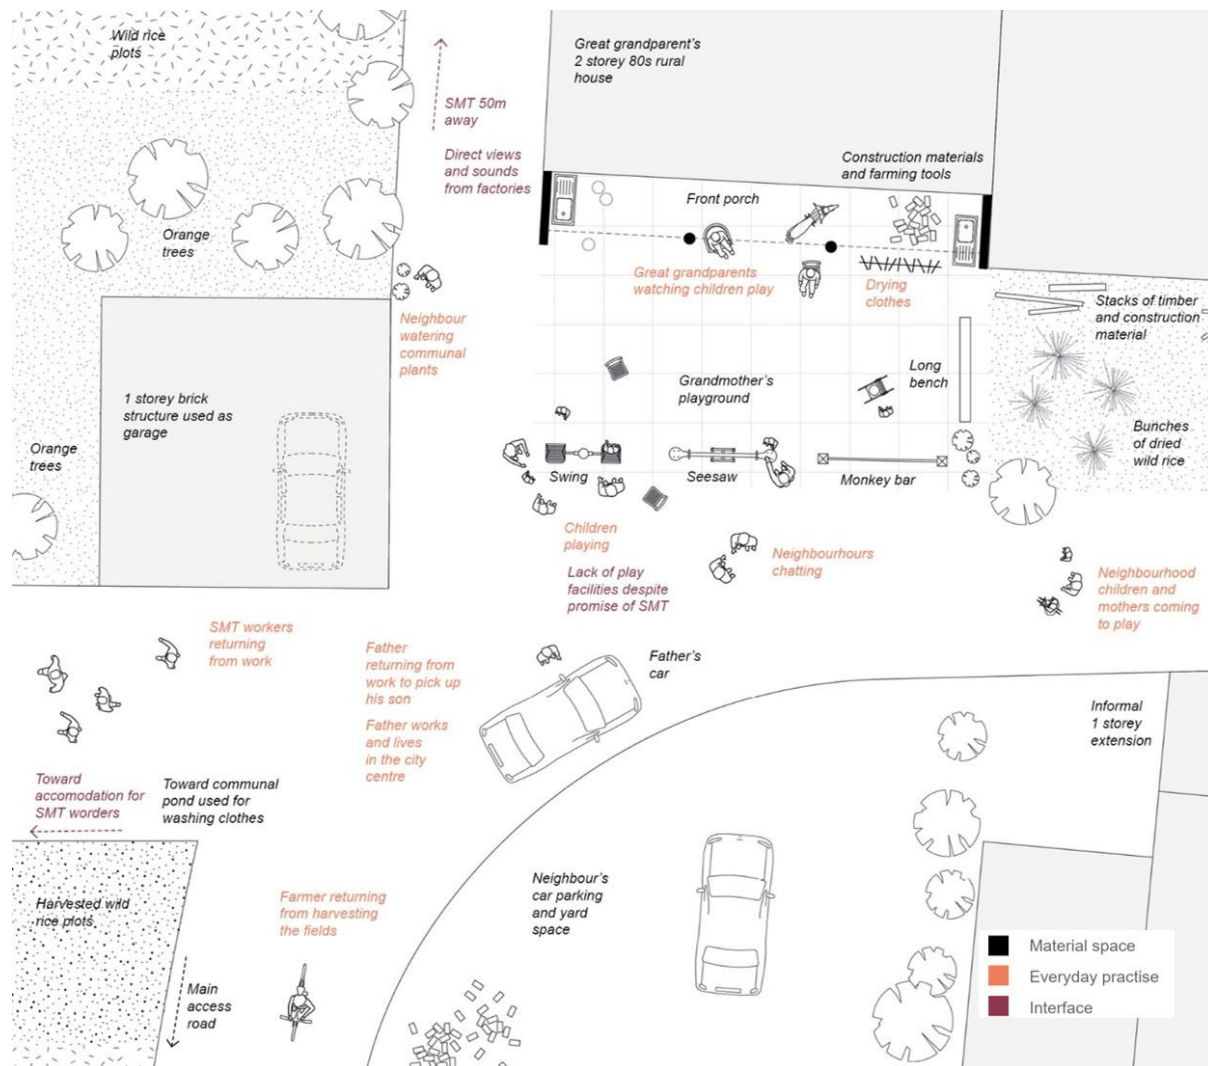 Wild rice
plots
SMT 50m
away
Direct views
and sounds
from factories
Great grandparent's
2 storey 80s rural
house
Construction materials
and farming tools
Front porch
Orange
trees
Great grandparents
watching children play
Drying
clothes
Neighbour
watering
communal
plants
Stacks of timber
and construction
material
1 storey brick
structure used as
garage
Grandmother's
playground
Long
bench
Bunches
of dried
wild rice
Orange
trees
Swing
Seesaw
Monkey bar
Children
playing
Lack of play
facilities despite
promise of SMT
Neighbourhours
chatting
Neighbourhood
children and
mothers coming
to play
SMT workers
returning
from work
Father
returning from
work to pick up
his son
Father works
and lives
in the city
centre
Father's
car
Informal
1 storey
extension
Toward
accomodation for
SMT worders
Toward communal
pond used for
washing clothes
Harvested wild
rice plots
Farmer returning
from harvesting
the fields
Neighbour's
car parking
and yard
space
Main
access
road
Material space
Everyday practise
Interface